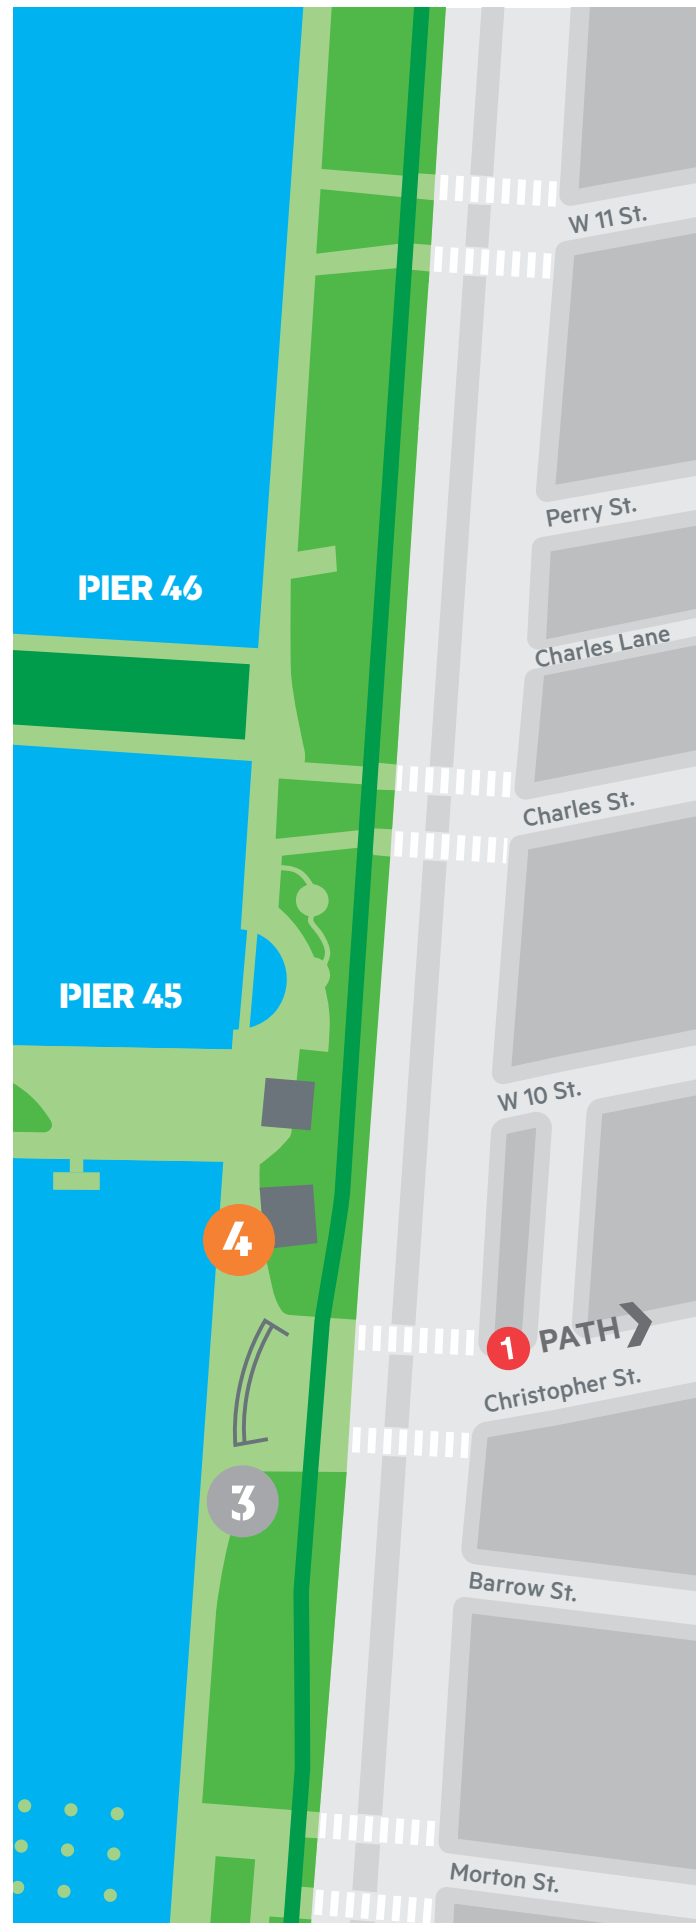 W 11 St.
Perry St.
PIER 46
Charles Lane
Charles St.
PIER 45
W 10 St.
4
1 PATH
Christopher St.
3
Barrow St.
Morton St.